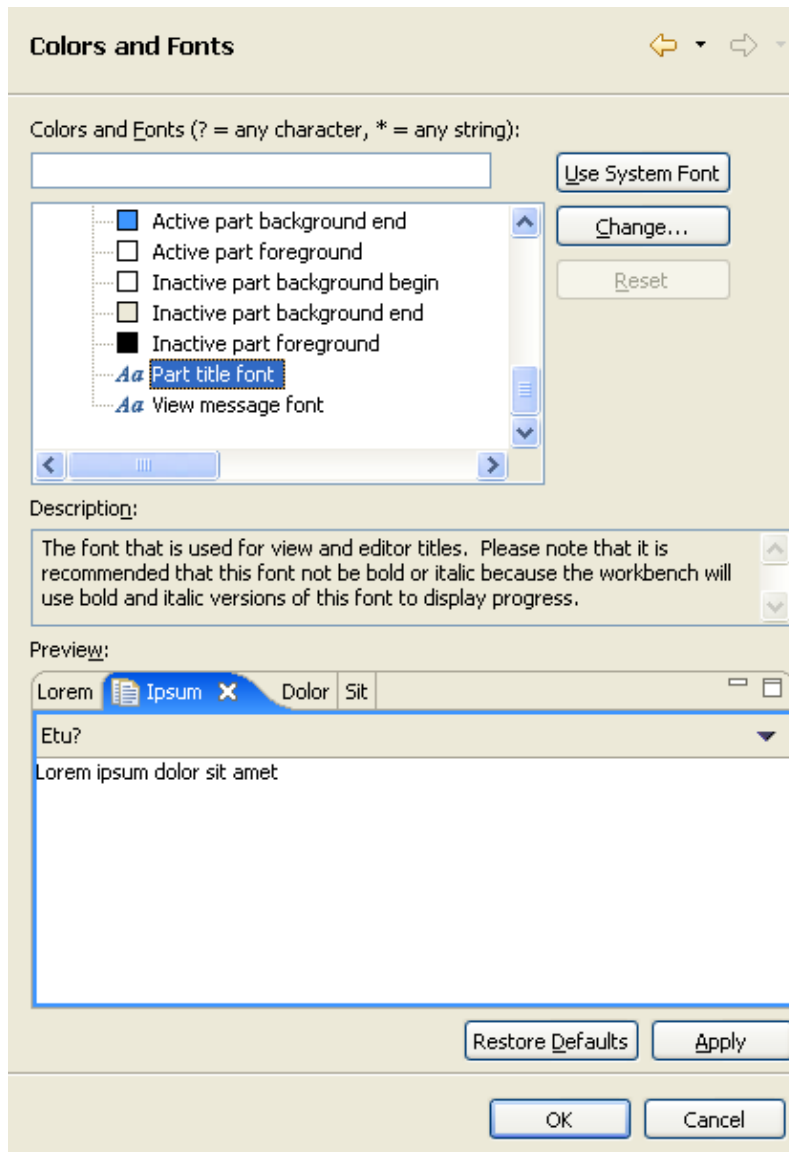 Colors and Fonts
Colors and Fonts (? = any character, * = any string):
Use System Font
Active part background end
Change...
Active part foreground
Inactive part background begin
Reset
Inactive part background end
Inactive part foreground
Aa Part title font
Aa View message font
Description:
The font that is used for view and editor titles.  Please note that it is
recommended that this font not be bold or italic because the workbench will
use bold and italic versions of this font to display progress.
Preview:
Lorem Ipsum Dolor Sit
Etu?
Lorem ipsum dolor sit amet
Restore Defaults Apply
OK Cancel